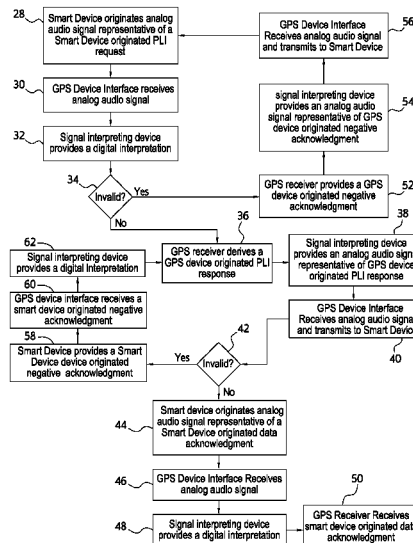 28
Smart Device originates analog
audio signal representative of a
Smart Device originated PLI
request
30
GPS Device Interface receives
analog audio signal
32
Signal interpreting device
provides a digital interpretation
34
Invalid?
Yes
No
56
GPS Device Interface
Receives analog audio signal
and transmits to Smart Device
54
signal interpreting device
provides an analog audio
signal representative of GPS
device originated negative
acknowledgment
52
GPS receiver provides a GPS
device originated negative
acknowledgment
36
GPS receiver derives a
GPS device originated PLI
response
38
Signal interpreting device
provides an analog audio signal
representative of GPS device
originated PLI response
GPS Device Interface
Receives analog audio signal
and transmits to Smart Device
40
62
Signal interpreting device
provides a digital Interpretation
60
GPS device interface receives a
smart device originated negative
acknowledgment
58
Smart Device provides a Smart
Device device originated
negative acknowledgment
42
Invalid?
Yes
No
44
Smart device originates analog
audio signal representative of a
Smart Device originated data
acknowledgment
46
GPS Device Interface Receives
analog audio signal
48
Signal interpreting device
provides a digital interpretation
50
GPS Receiver Receives
smart device originated data
acknowledgment